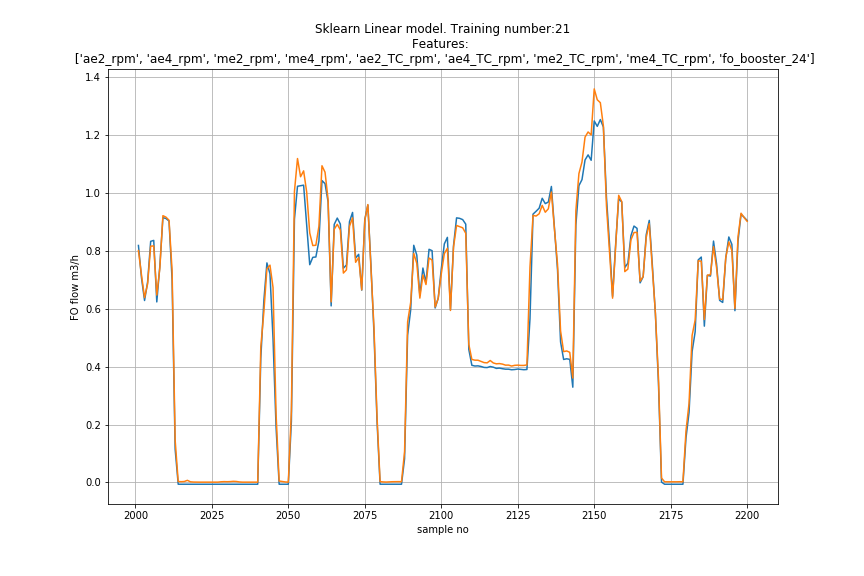 Sklearn Linear model. Training number:21
Features:
['ae2_rpm', 'ae4_rpm', 'me2_rpm', 'me4_rpm', 'ae2_TC_rpm', 'ae4_TC_rpm', 'me2_TC_rpm', 'me4_TC_rpm', 'fo_booster_24']
1.4
1.2
1.0
0.8
0.6
0.4
0.2
0.0
FO flow m3/h
2000 2025 2050 2075 2100 2125 2150 2175 2200
sample no